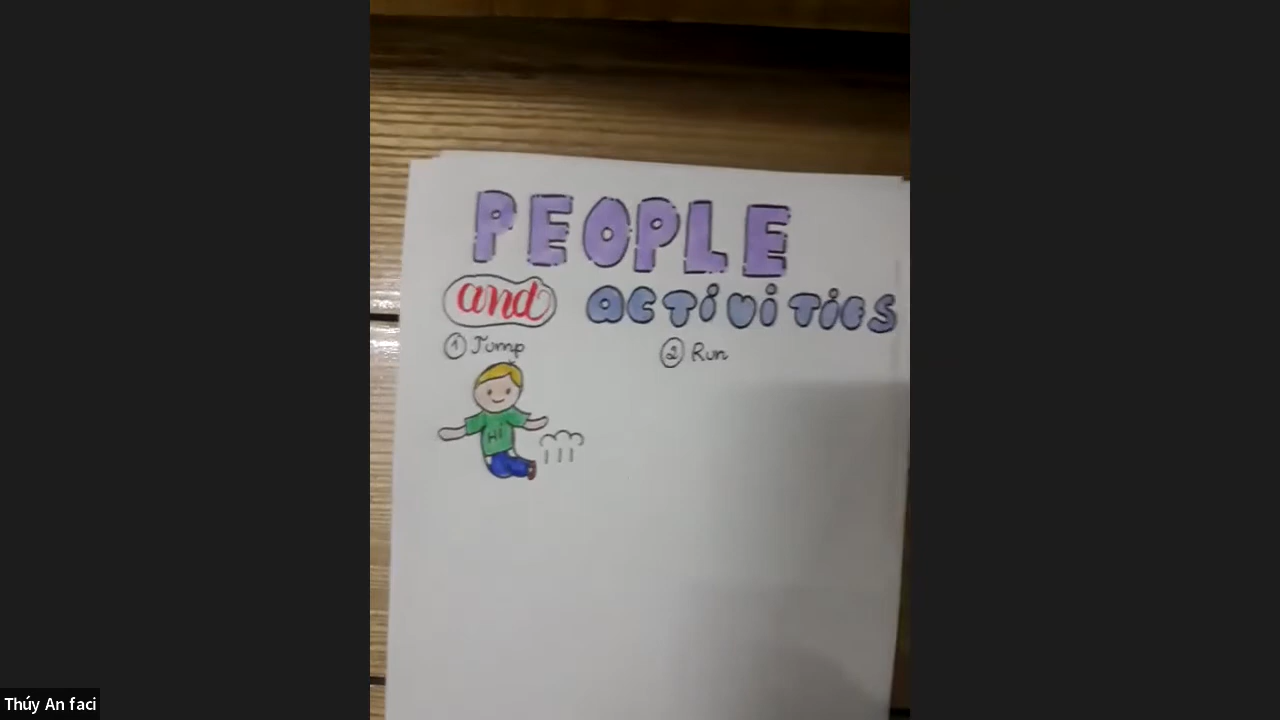 PEOPLE
and ACTIVITIES
① Jump ② Run
HI
Thúy An faci